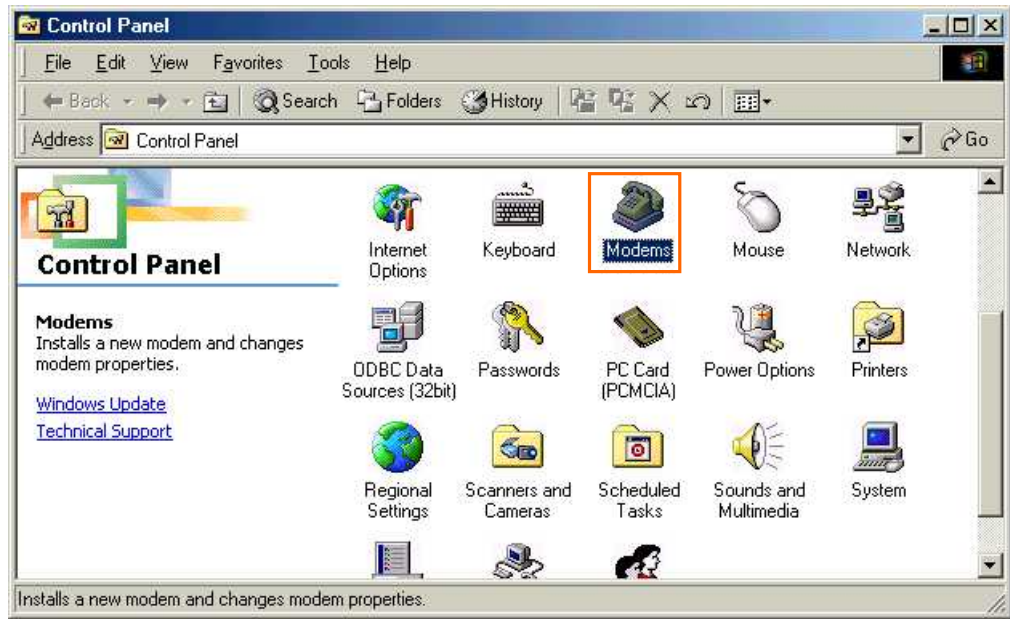 Control Panel
File Edit View Favorites Tools Help
Back Search Folders History
Address Control Panel Go
Control Panel
Modems
Installs a new modem and changes
modem properties.
Windows Update
Technical Support
Internet
Options
Keyboard
Modems
Mouse
Network
ODBC Data
Sources (32bit)
Passwords
PC Card
(PCMCIA)
Power Options
Printers
Regional
Settings
Scanners and
Cameras
Scheduled
Tasks
Sounds and
Multimedia
System
Installs a new modem and changes modem properties.